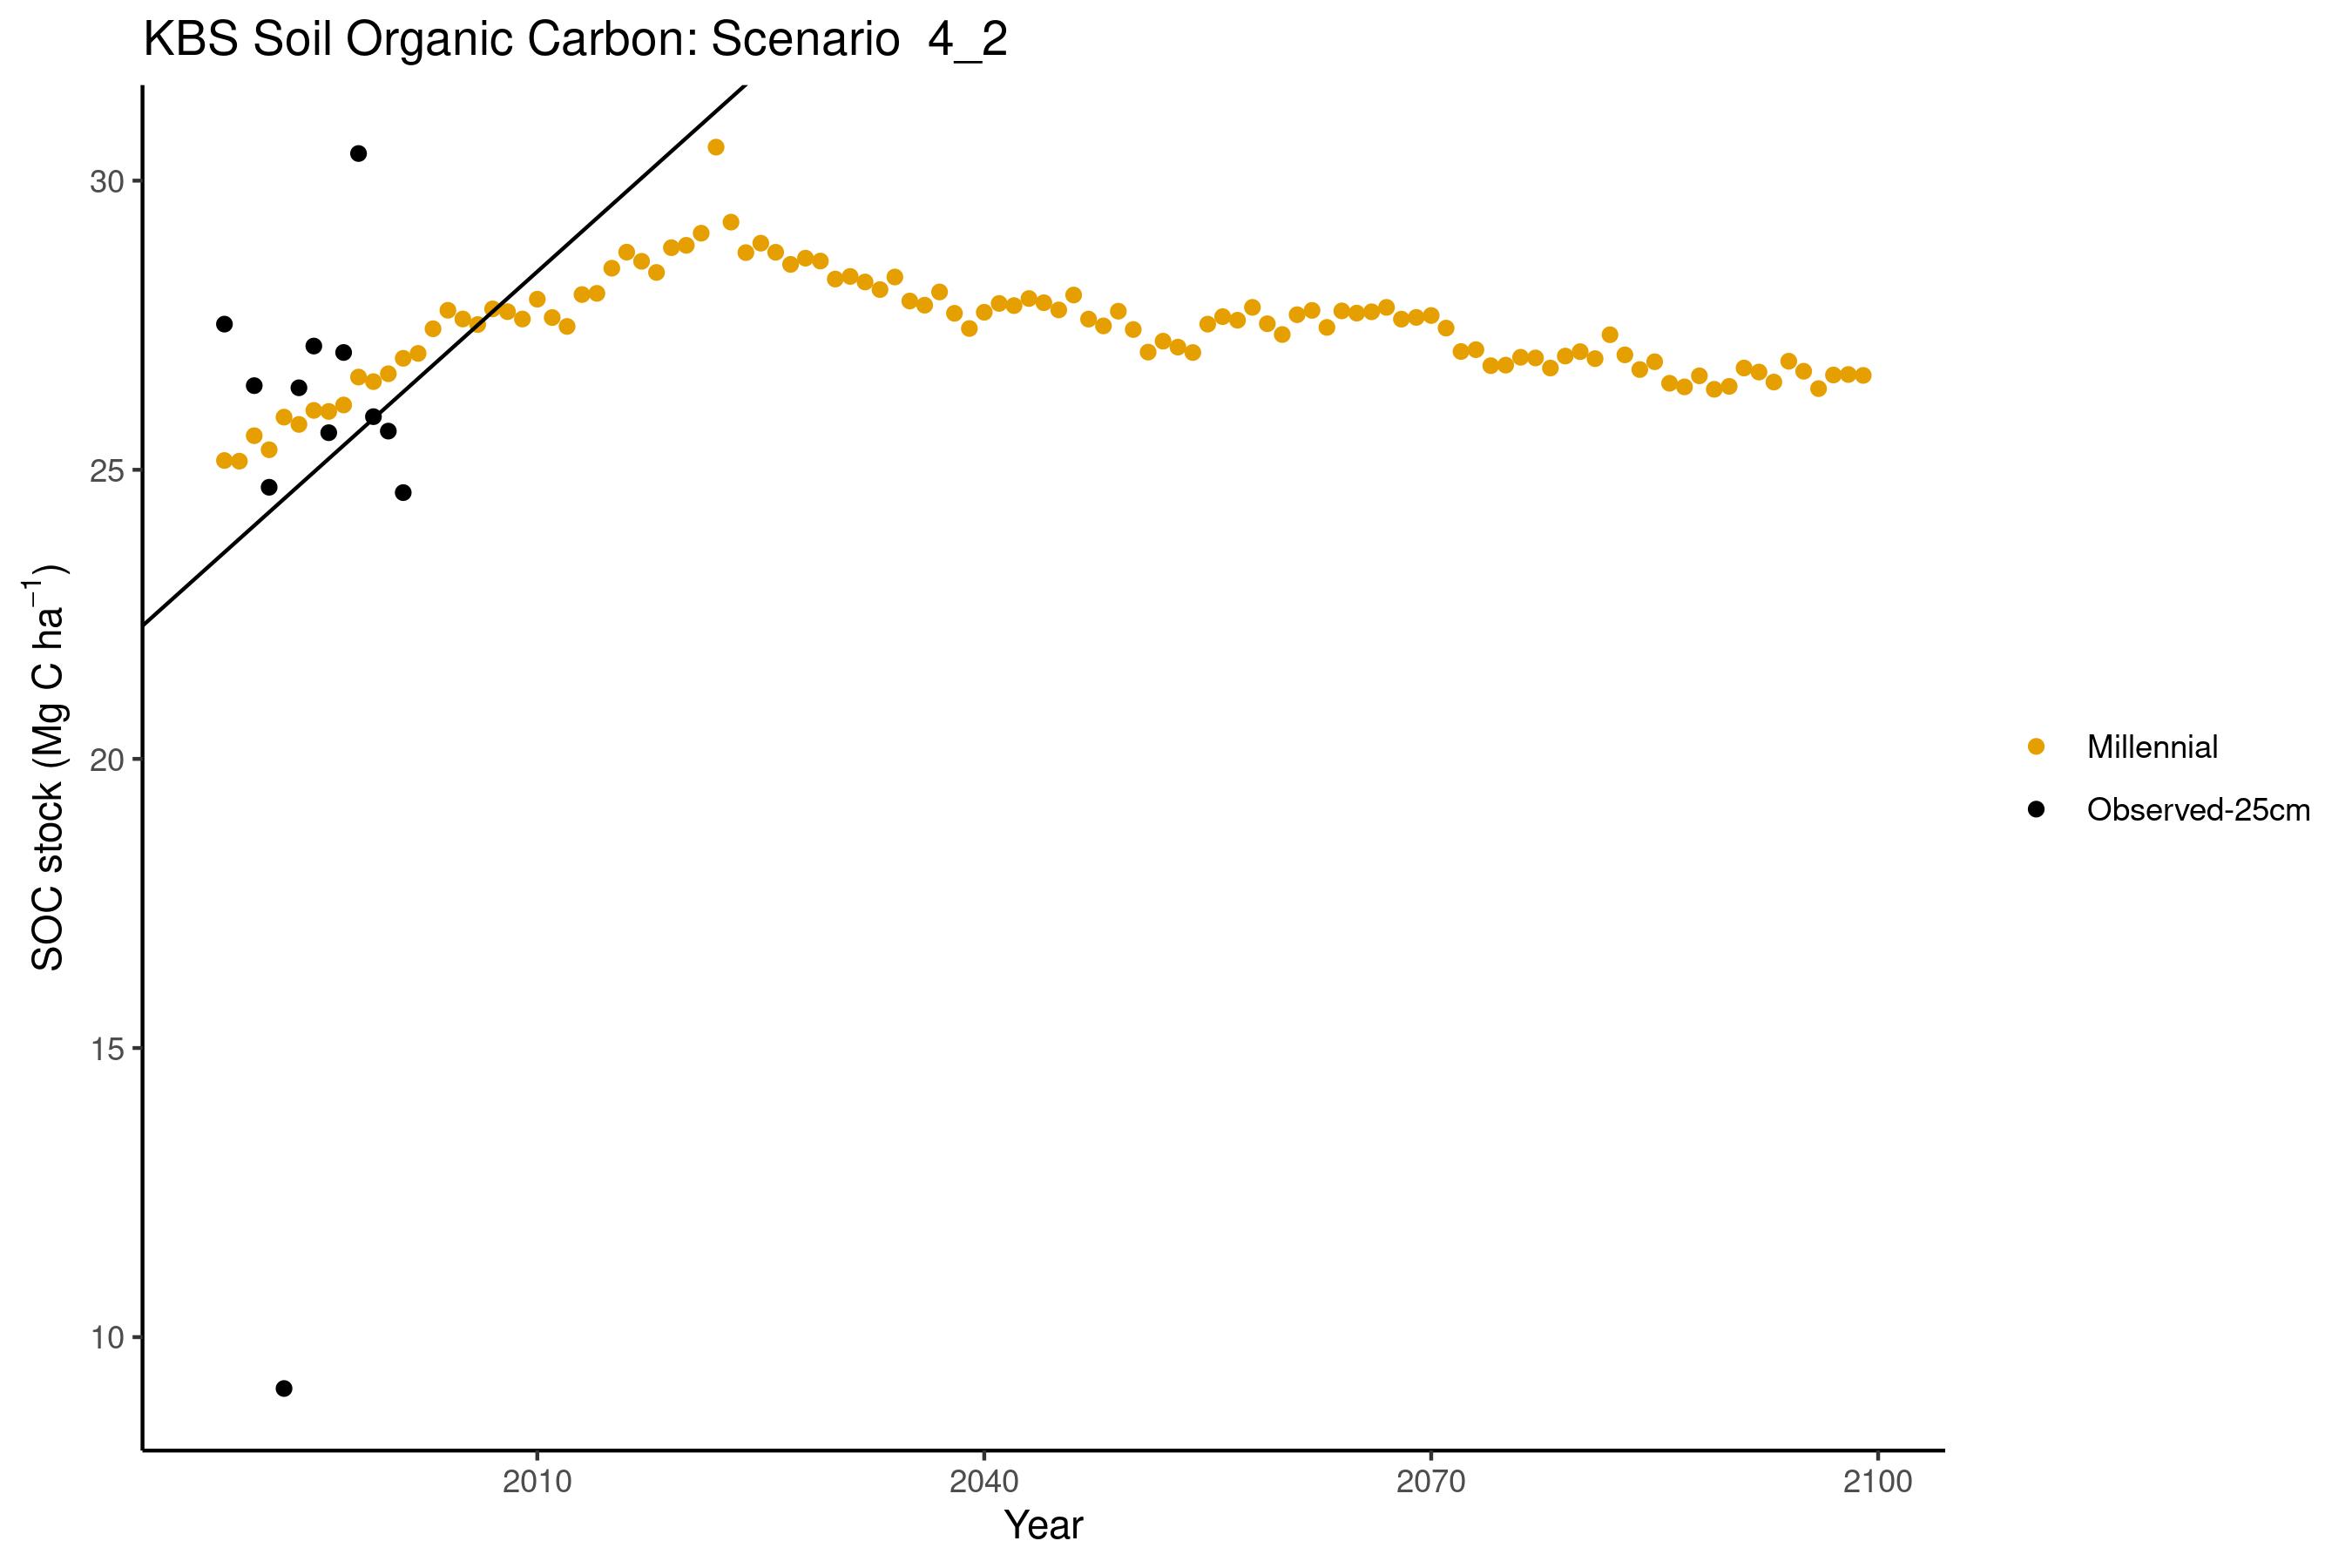 KBS Soil Organic Carbon: Scenario  4_2
SOC stock (Mg C ha⁻¹)
30
25
20
15
10
2010
2040
2070
2100
Year
Millennial
Observed-25cm